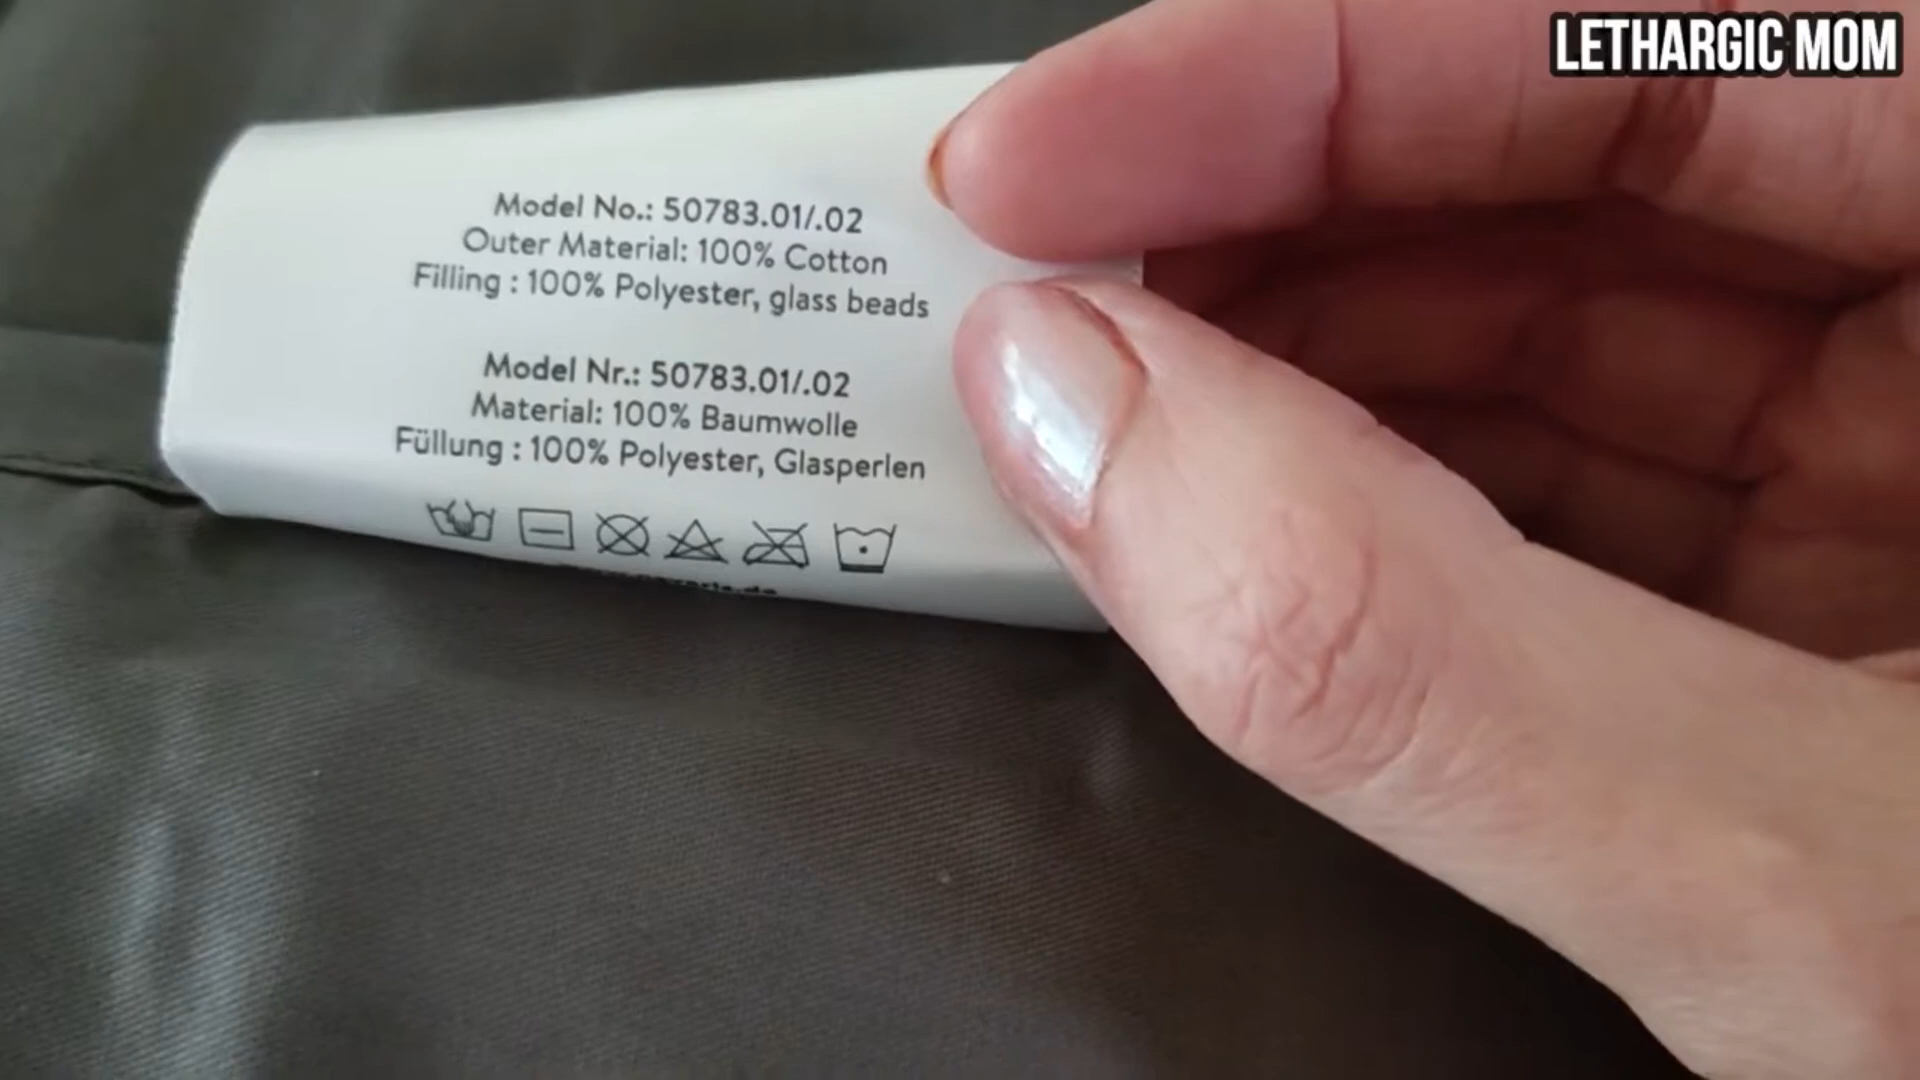 LETHARGIC MOM
Model No.: 50783.01/.02
Outer Material: 100% Cotton
Filling : 100% Polyester, glass beads
Model Nr.: 50783.01/.02
Material: 100% Baumwolle
Füllung : 100% Polyester, Glasperlen